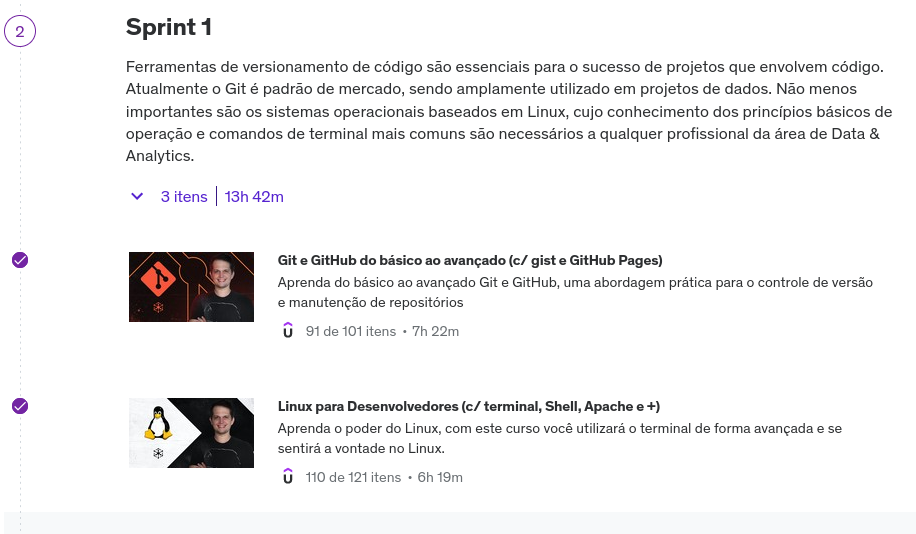 2
Sprint 1
Ferramentas de versionamento de código são essenciais para o sucesso de projetos que envolvem código.
Atualmente o Git é padrão de mercado, sendo amplamente utilizado em projetos de dados. Não menos
importantes são os sistemas operacionais baseados em Linux, cujo conhecimento dos princípios básicos de
operação e comandos de terminal mais comuns são necessários a qualquer profissional da área de Data &
Analytics.
3 itens | 13h 42m
Git e GitHub do básico ao avançado (c/ gist e GitHub Pages)
Aprenda do básico ao avançado Git e GitHub, uma abordagem prática para o controle de versão
e manutenção de repositórios
91 de 101 itens • 7h 22m
Linux para Desenvolvedores (c/ terminal, Shell, Apache e +)
Aprenda o poder do Linux, com este curso você utilizará o terminal de forma avançada e se
sentirá a vontade no Linux.
110 de 121 itens • 6h 19m